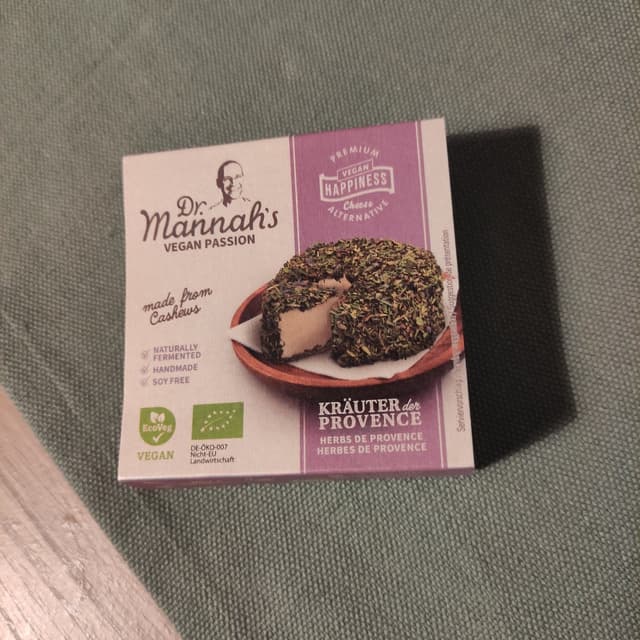 Dr.
Mannah's
VEGAN PASSION
made from
Cashews
NATURALLY
FERMENTED
HANDMADE
SOY FREE
EcoVeg
VEGAN
DE-ÖKO-007
Nicht-EU
Landwirtschaft
PREMIUM
VEGAN
HAPPINESS
Cheese
ALTERNATIVE
KRÄUTER der
PROVENCE
HERBS DE PROVENCE
HERBES DE PROVENCE